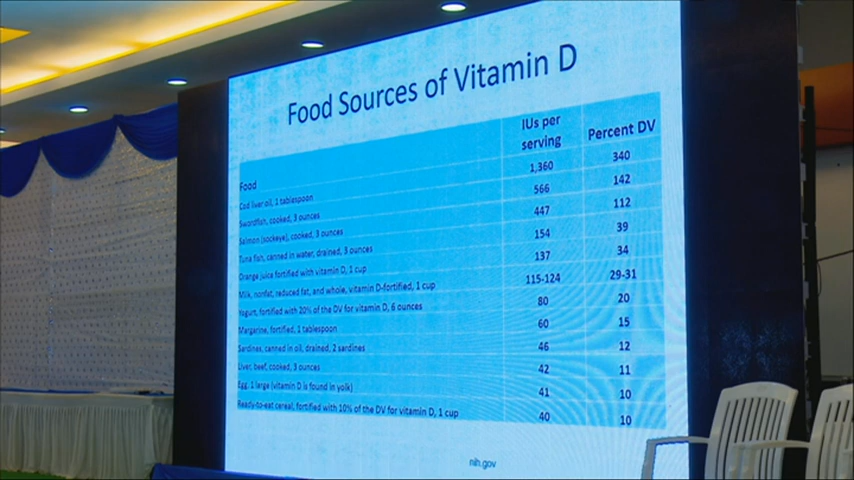 Food Sources of Vitamin D
Food IUs per serving Percent DV
Cod liver oil, 1 tablespoon 1,360 340
Swordfish, cooked, 3 ounces 566 142
Salmon (sockeye), cooked, 3 ounces 447 112
Tuna fish, canned in water, drained, 3 ounces 154 39
Orange juice fortified with vitamin D, 1 cup 137 34
Milk, nonfat, reduced fat, and whole, vitamin D-fortified, 1 cup 115-124 29-31
Yogurt, fortified with 20% of the DV for vitamin D, 6 ounces 80 20
Margarine, fortified, 1 tablespoon 60 15
Sardines, canned in oil, drained, 2 sardines 46 12
Liver, beef, cooked, 3 ounces 42 11
Egg, 1 large (vitamin D is found in yolk) 41 10
Ready-to-eat cereal, fortified with 10% of the DV for vitamin D, 1 cup 40 10
nih.gov